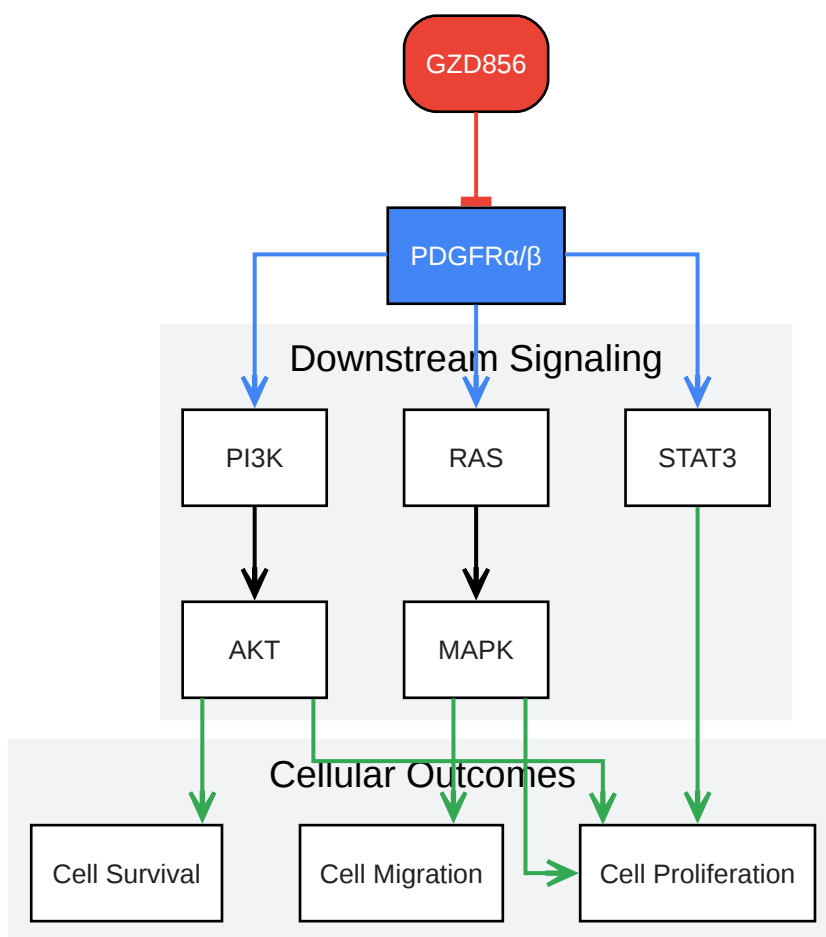 GZD856
PDGFRα/β
Downstream Signaling
PI3K
RAS
STAT3
AKT
MAPK
Cellular Outcomes
Cell Survival
Cell Migration
Cell Proliferation